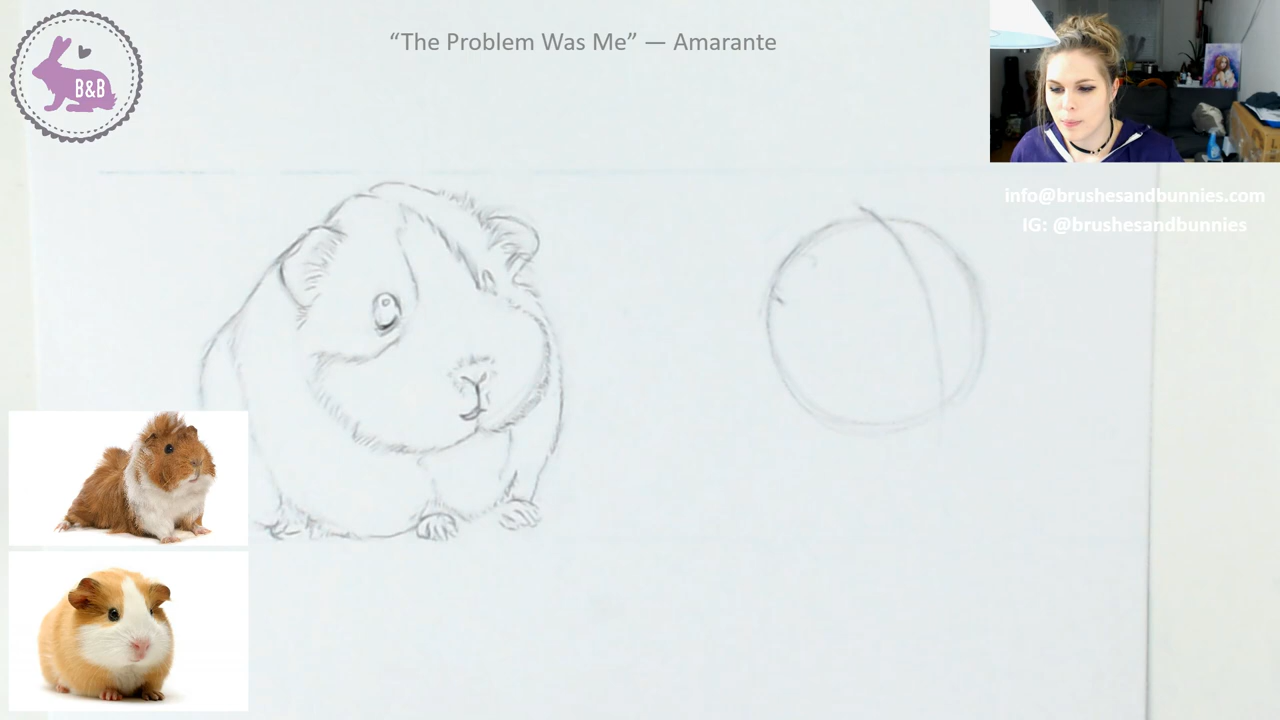 “The Problem Was Me” — Amarante
B&B
info@brushesandbunnies.com
IG: @brushesandbunnies